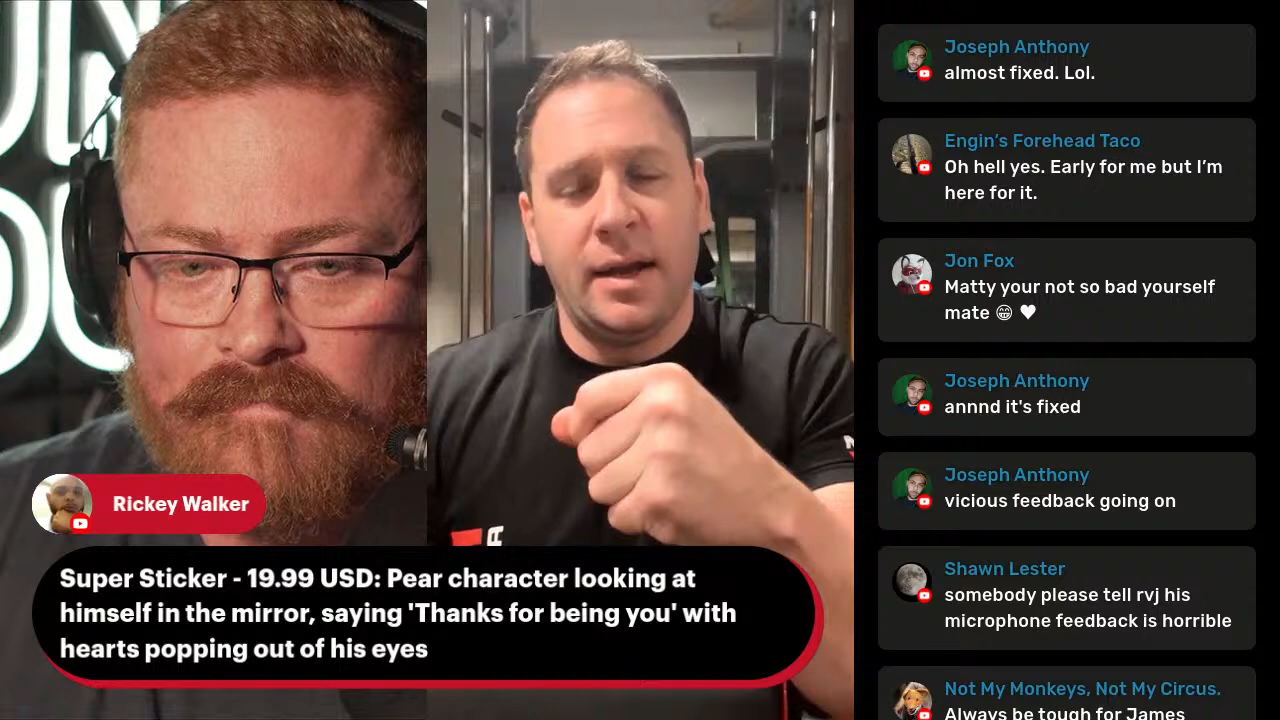 Rickey Walker
Super Sticker - 19.99 USD: Pear character looking at
himself in the mirror, saying 'Thanks for being you' with
hearts popping out of his eyes
Joseph Anthony
almost fixed. Lol.
Engin's Forehead Taco
Oh hell yes. Early for me but I'm
here for it.
Jon Fox
Matty your not so bad yourself
mate 😁 ♥
Joseph Anthony
annnd it's fixed
Joseph Anthony
vicious feedback going on
Shawn Lester
somebody please tell rvj his
microphone feedback is horrible
Not My Monkeys, Not My Circus.
Always be tough for James